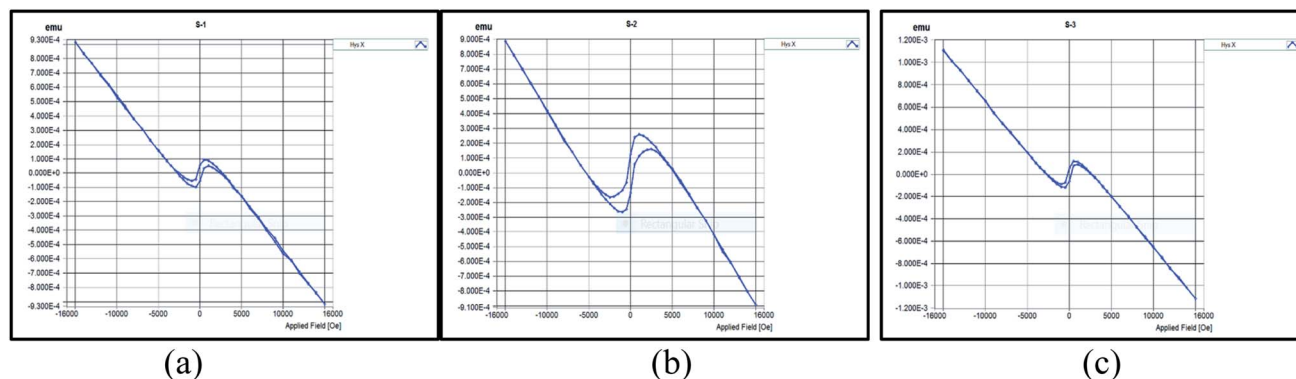 S-1
emu
Hys X
9.300E-4
8.000E-4
7.000E-4
6.000E-4
5.000E-4
4.000E-4
3.000E-4
2.000E-4
1.000E-4
0.000E+0
-1.000E-4
-2.000E-4
-3.000E-4
-4.000E-4
-5.000E-4
-6.000E-4
-7.000E-4
-8.000E-4
-9.300E-4
-16000 -10000 -5000 0 5000 10000 16000
Applied Field [Oe]
Rectangular
(a)
S-2
emu
Hys X
9.000E-4
8.000E-4
7.000E-4
6.000E-4
5.000E-4
4.000E-4
3.000E-4
2.000E-4
1.000E-4
0.000E+0
-1.000E-4
-2.000E-4
-3.000E-4
-4.000E-4
-5.000E-4
-6.000E-4
-7.000E-4
-8.000E-4
-9.100E-4
-16000 -10000 -5000 0 5000 10000 16000
Applied Field [Oe]
Rectangular
(b)
S-3
emu
Hys X
1.200E-3
1.000E-3
8.000E-4
6.000E-4
4.000E-4
2.000E-4
0.000E+0
-2.000E-4
-4.000E-4
-6.000E-4
-8.000E-4
-1.000E-3
-1.200E-3
-16000 -10000 -5000 0 5000 10000 16000
Applied Field [Oe]
(c)